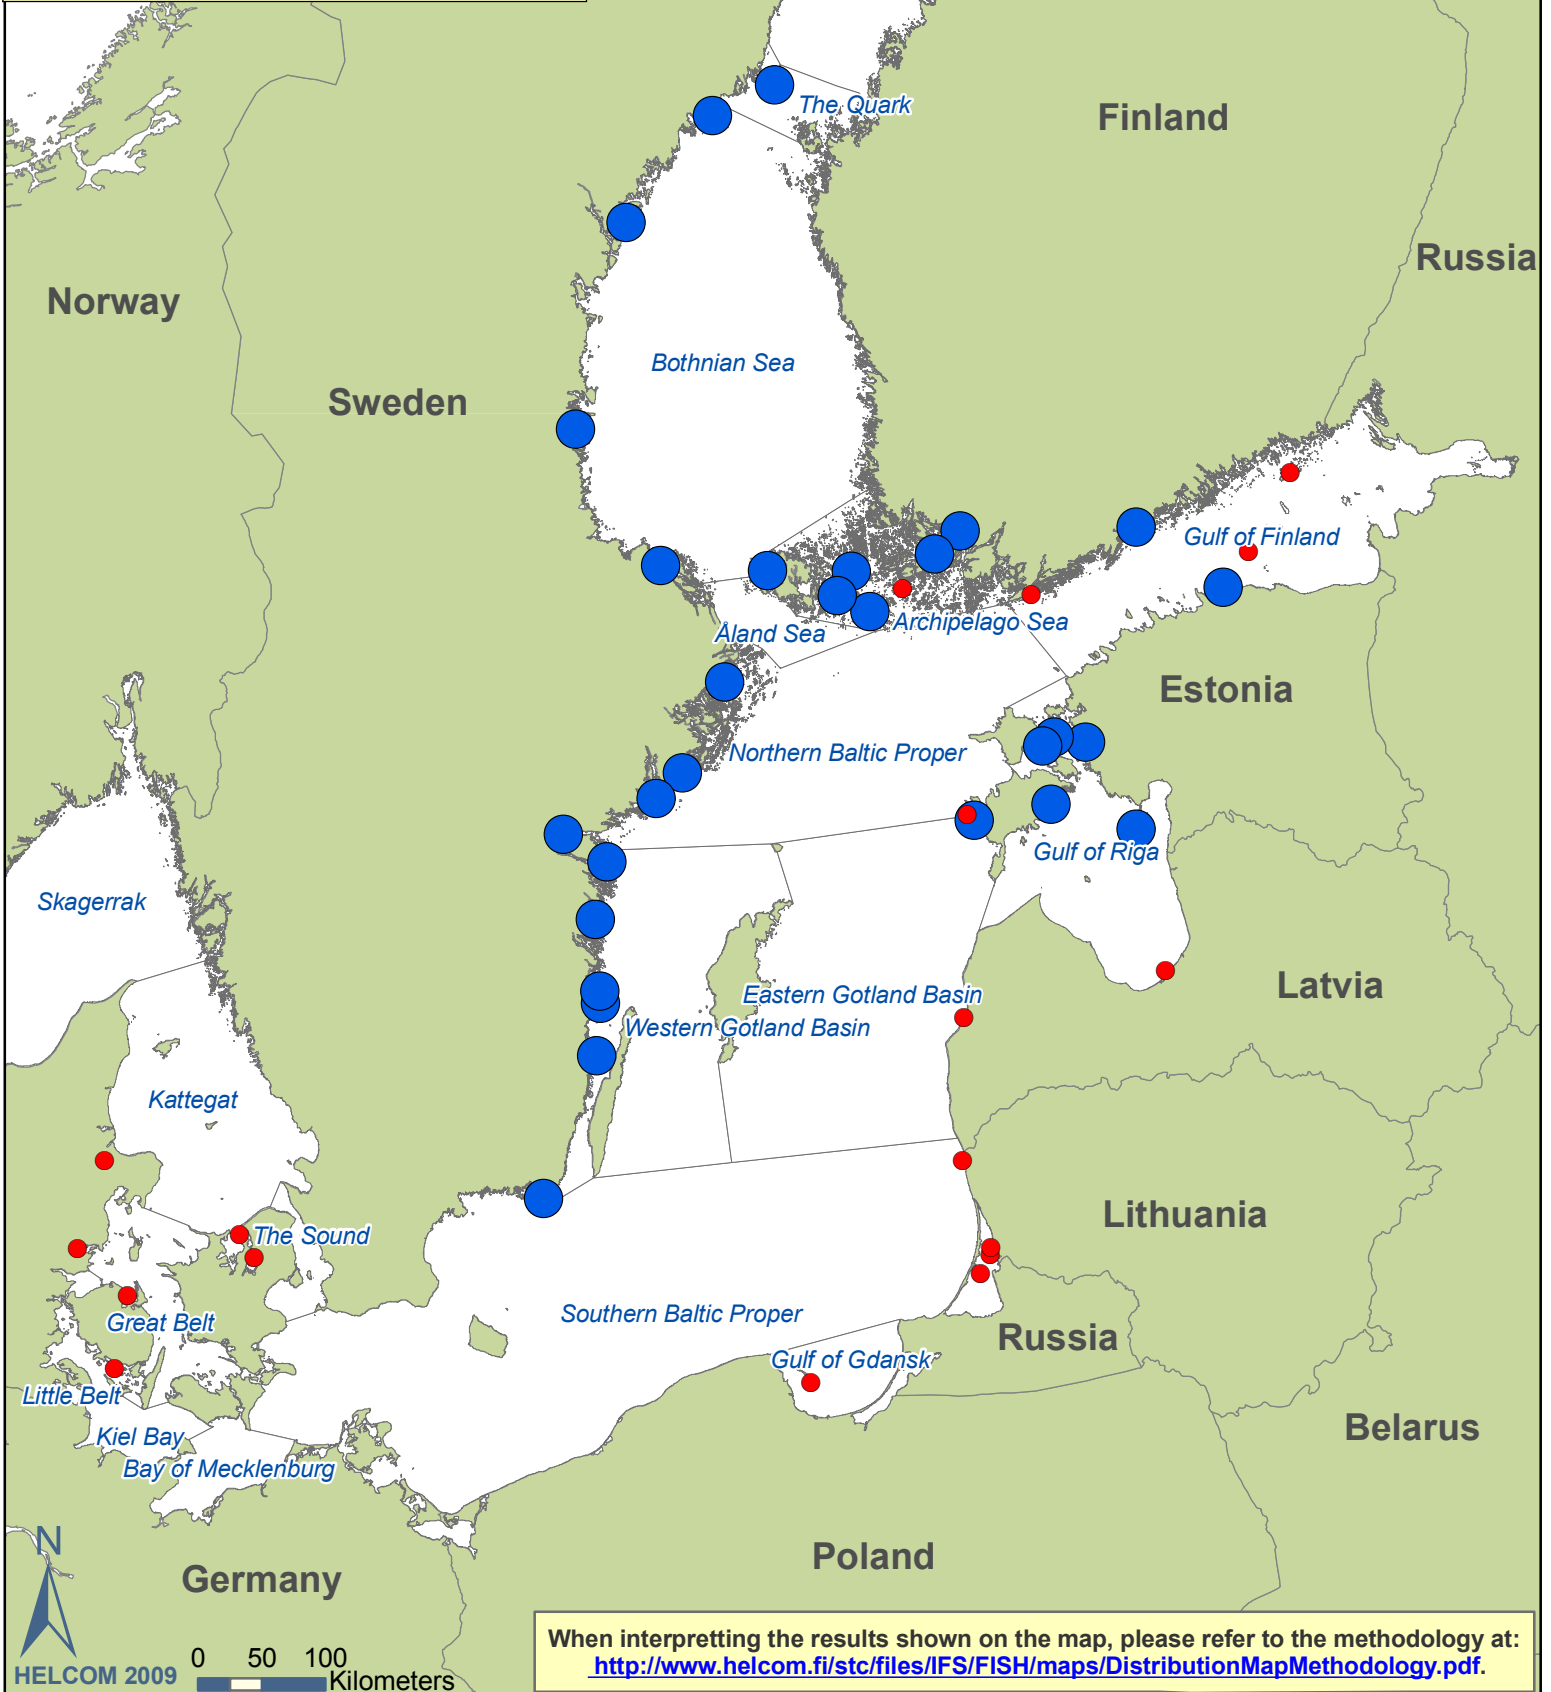 The Quark
Finland
Russia
Norway
Bothnian Sea
Sweden
Gulf of Finland
Archipelago Sea
Åland Sea
Estonia
Northern Baltic Proper
Gulf of Riga
Skagerrak
Latvia
Eastern Gotland Basin
Western Gotland Basin
Kattegat
Lithuania
The Sound
Southern Baltic Proper
Great Belt
Russia
Gulf of Gdansk
Little Belt
Belarus
Kiel Bay
Bay of Mecklenburg
N
Poland
Germany
When interpretting the results shown on the map, please refer to the methodology at:
http://www.helcom.fi/stc/files/IFS/FISH/maps/DistributionMapMethodology.pdf.
0 50 100
Kilometers
HELCOM 2009